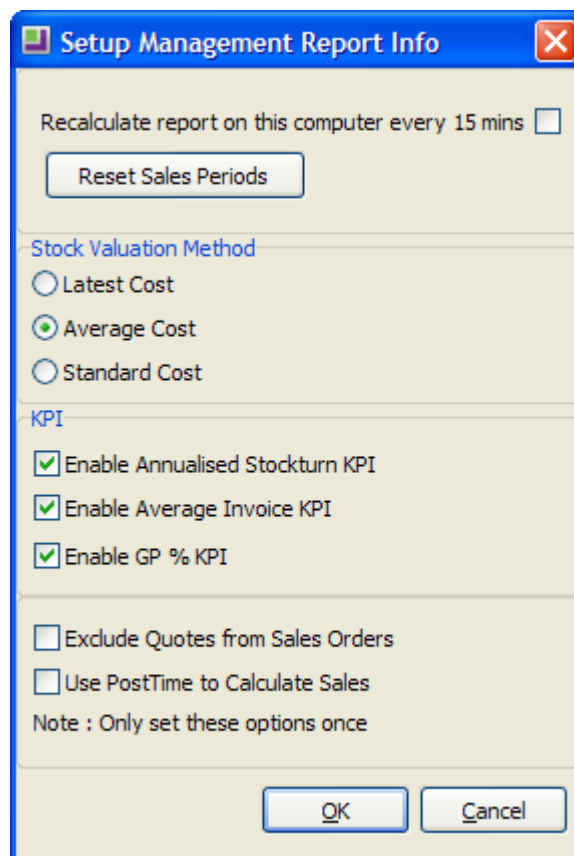 Setup Management Report Info
Recalculate report on this computer every 15 mins
Reset Sales Periods
Stock Valuation Method
Latest Cost
Average Cost
Standard Cost
KPI
Enable Annualised Stockturn KPI
Enable Average Invoice KPI
Enable GP % KPI
Exclude Quotes from Sales Orders
Use PostTime to Calculate Sales
Note : Only set these options once
OK Cancel